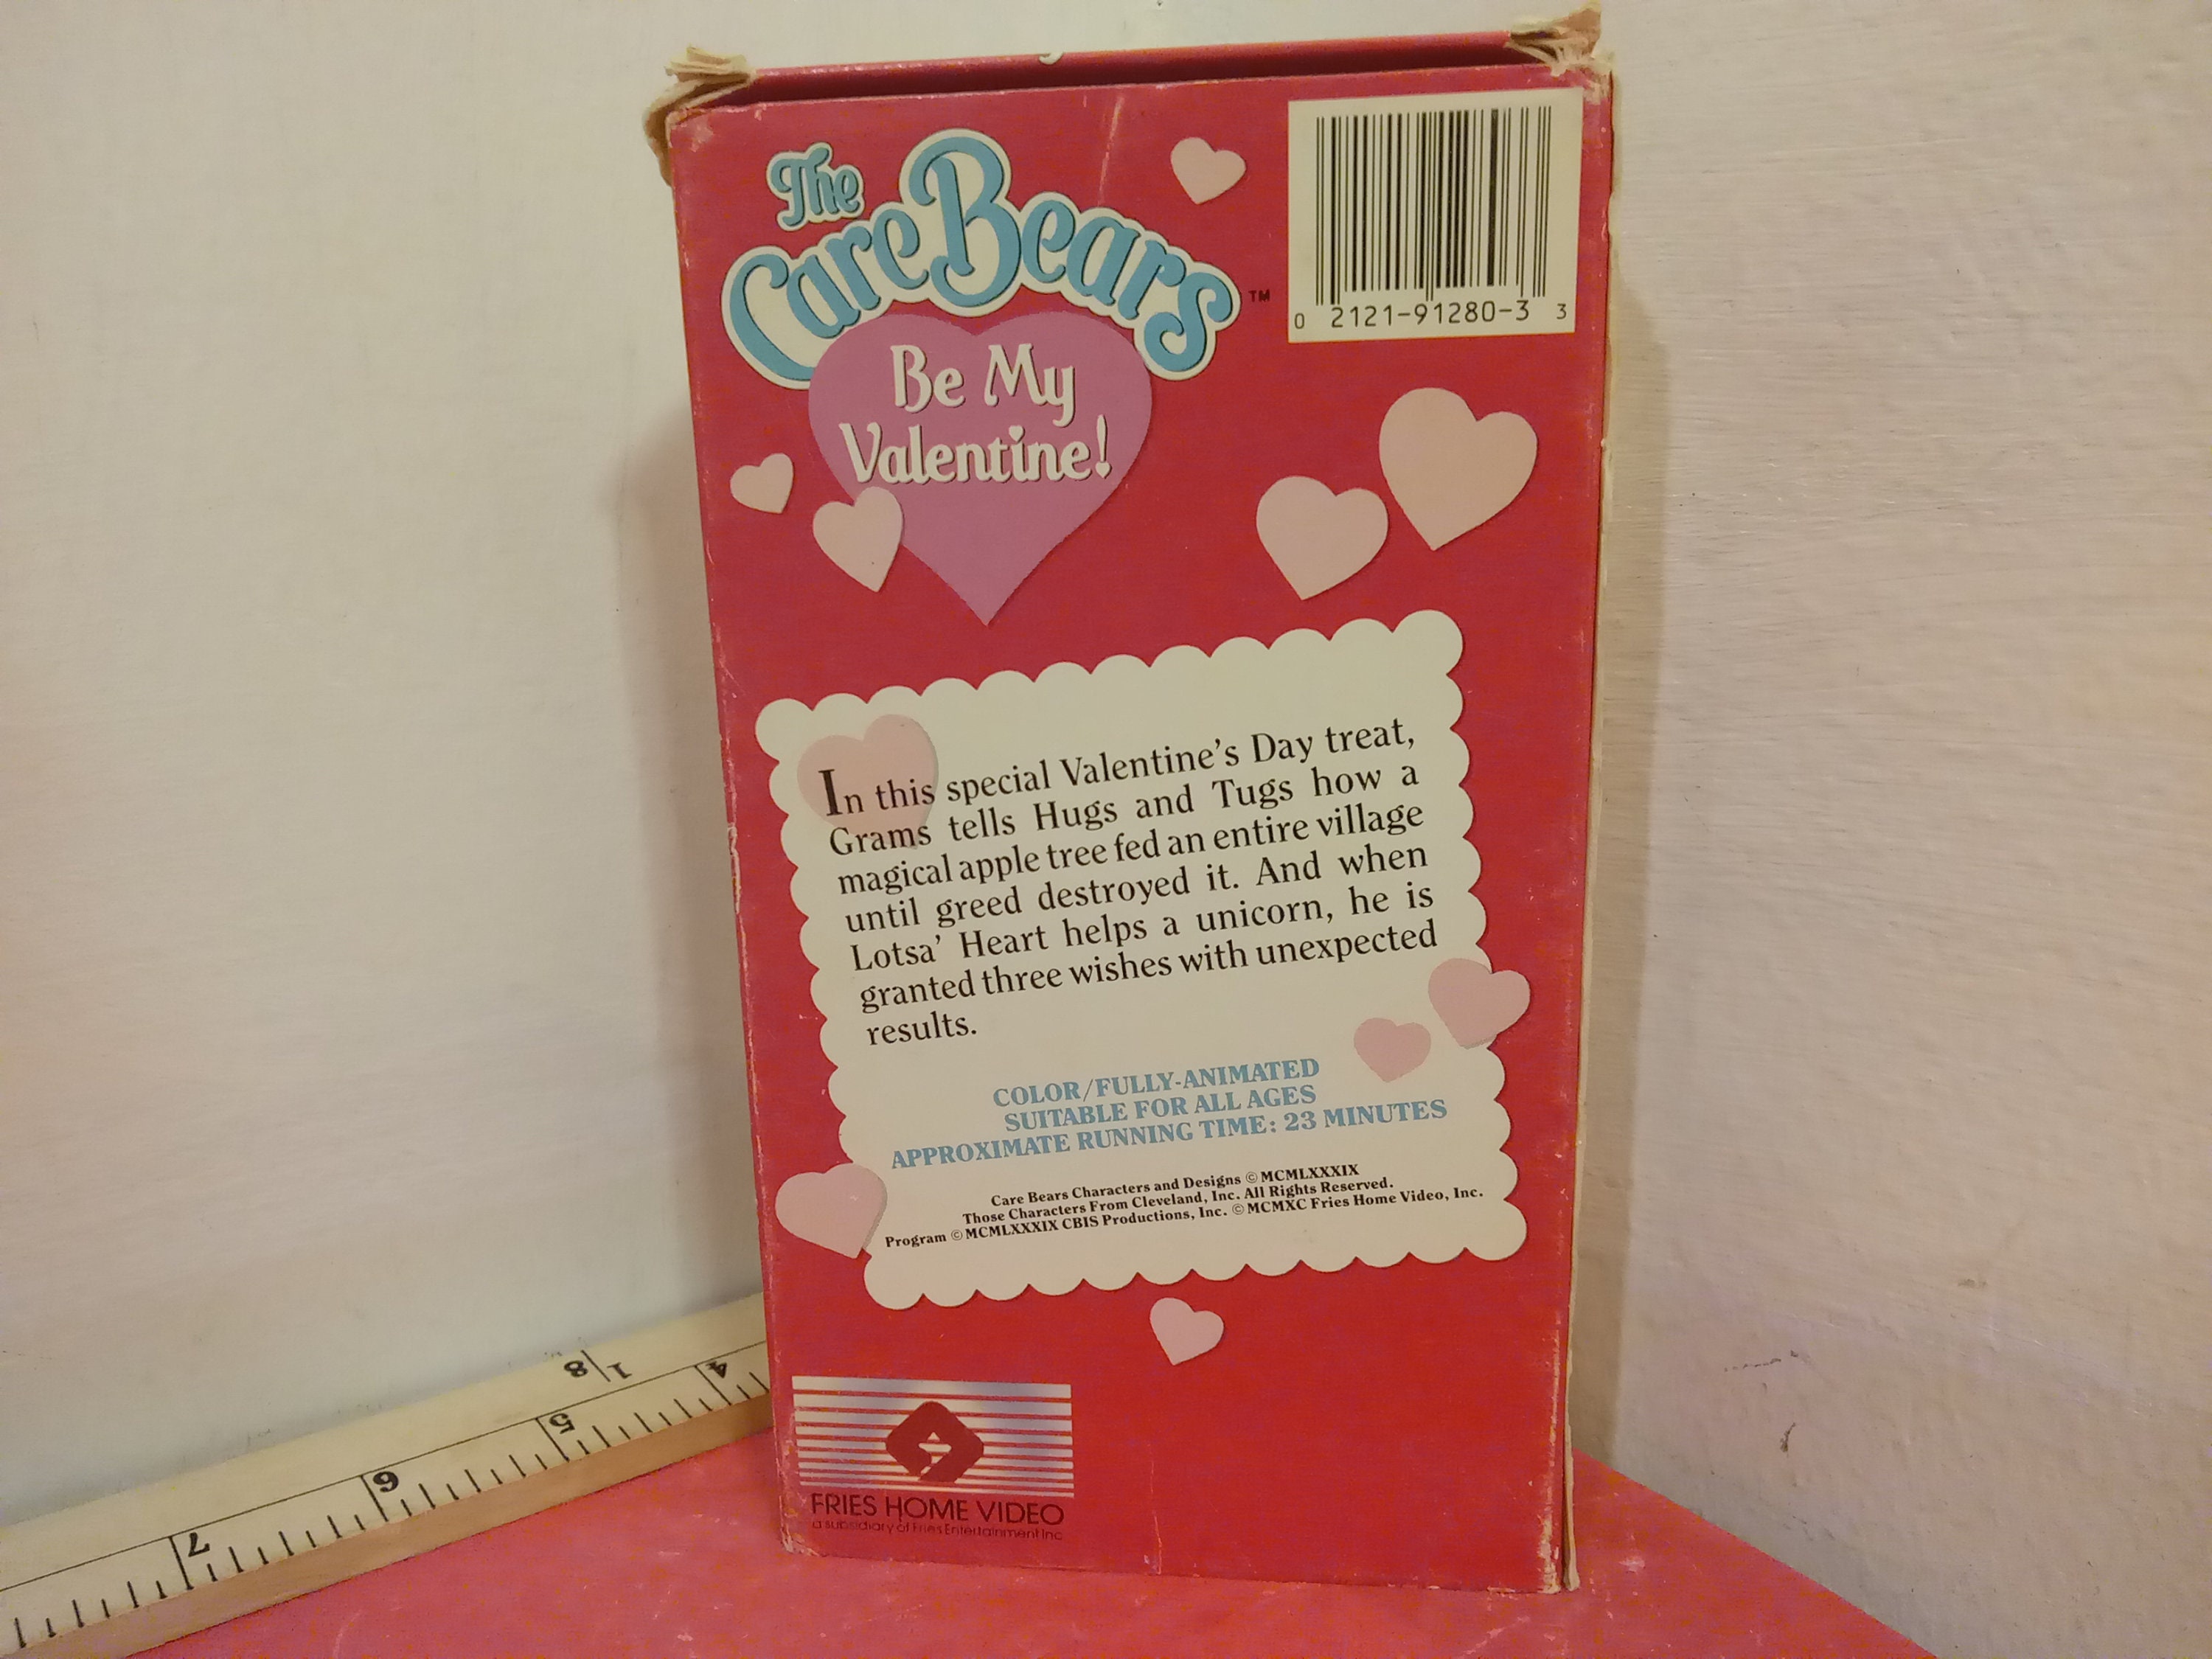 The
Care Bears™
Be My
Valentine!
0 2121-91280-3 3
In this special Valentine's Day treat,
Grams tells Hugs and Tugs how a
magical apple tree fed an entire village
until greed destroyed it. And when
Lotsa' Heart helps a unicorn, he is
granted three wishes with unexpected
results.
COLOR/FULLY-ANIMATED
SUITABLE FOR ALL AGES
APPROXIMATE RUNNING TIME: 23 MINUTES
Care Bears Characters and Designs © MCMLXXXIX
Those Characters From Cleveland, Inc. All Rights Reserved.
Program © MCMLXXXIX CBIS Productions, Inc. © MCMXC Fries Home Video, Inc.
FRIES HOME VIDEO
a subsidiary of Fries Entertainment Inc
8 1
4
5
6
7